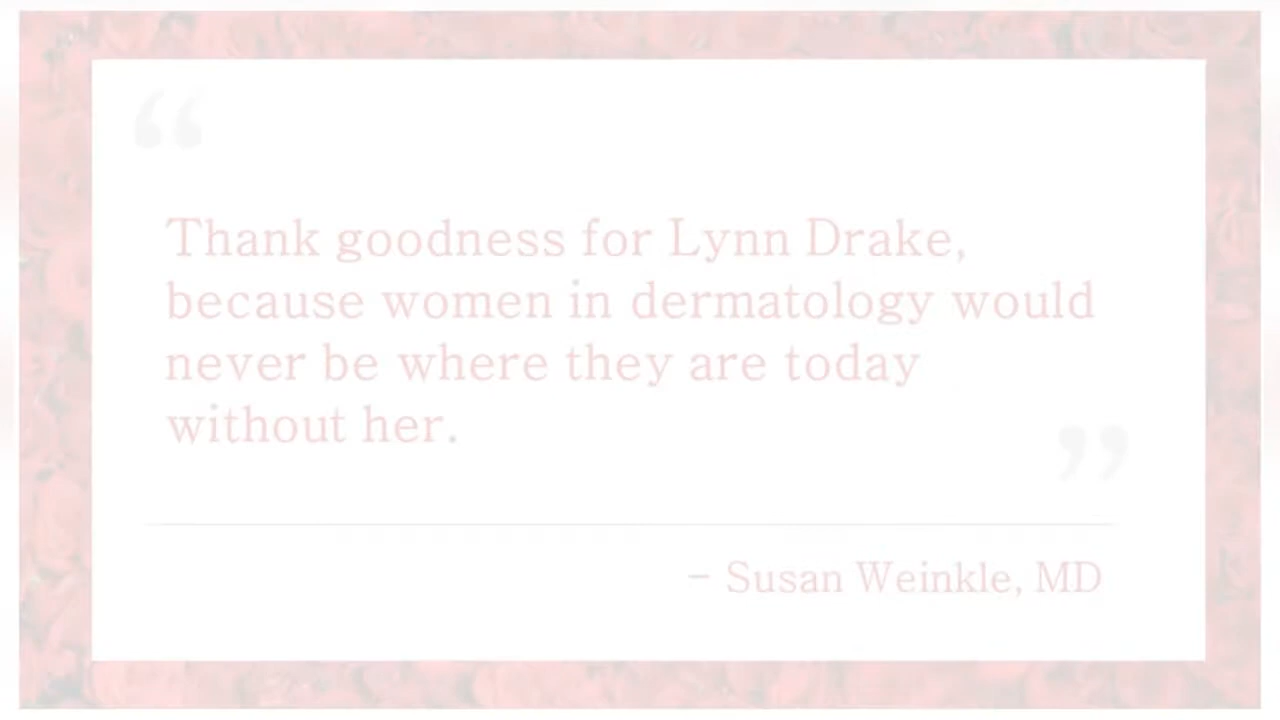 “
Thank goodness for Lynn Drake,
because women in dermatology would
never be where they are today
without her.
”
– Susan Weinkle, MD